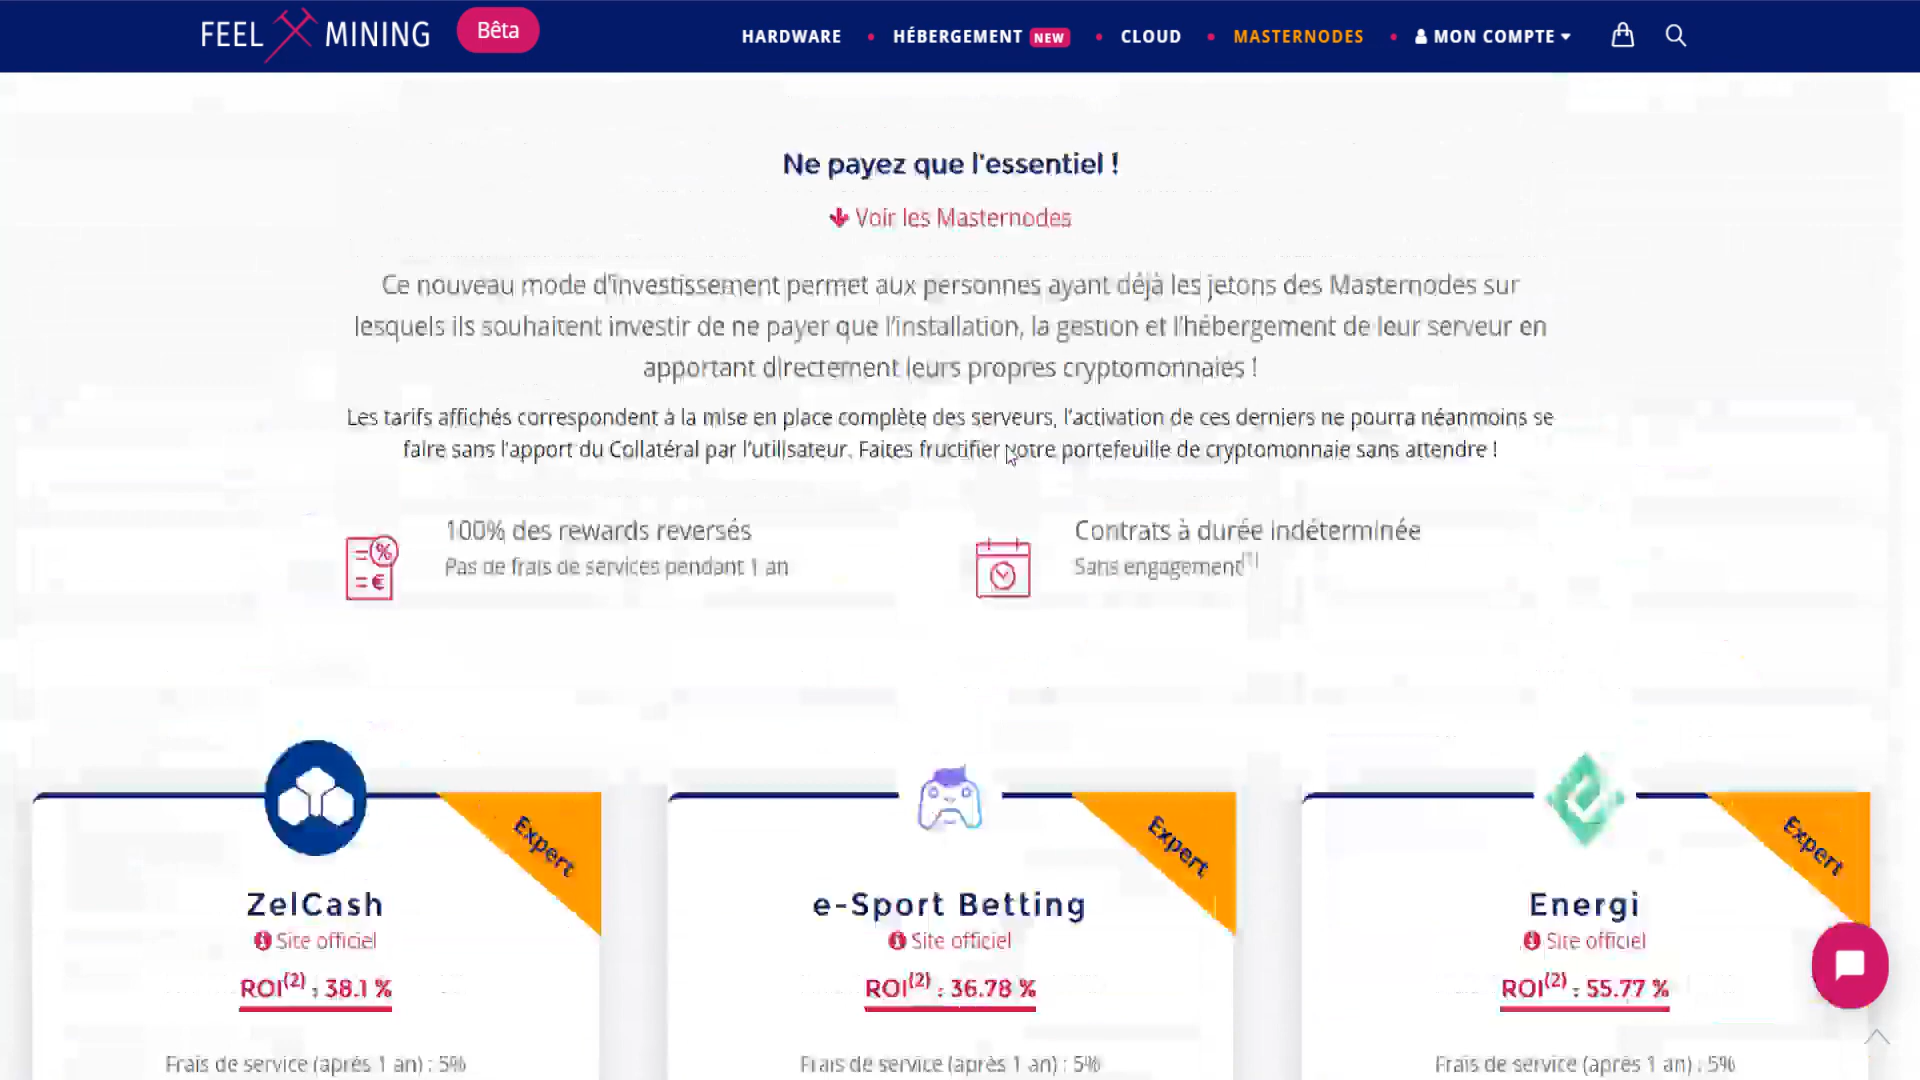 FEEL MINING Bêta
HARDWARE • HÉBERGEMENT NEW • CLOUD • MASTERNODES • MON COMPTE
Ne payez que l'essentiel !
Voir les Masternodes
Ce nouveau mode d'investissement permet aux personnes ayant déjà les jetons des Masternodes sur
lesquels ils souhaitent investir de ne payer que l'installation, la gestion et l'hébergement de leur serveur en
apportant directement leurs propres cryptomonnaies !
Les tarifs affichés correspondent à la mise en place complète des serveurs, l'activation de ces derniers ne pourra néanmoins se
faire sans l'apport du Collatéral par l'utilisateur. Faites fructifier votre portefeuille de cryptomonnaie sans attendre !
100% des rewards reversés
Pas de frais de services pendant 1 an
Contrats à durée indéterminée
Sans engagement(1)
Expert
ZelCash
Site officiel
ROI(2) : 38.1 %
Frais de service (après 1 an) : 5%
Expert
e-Sport Betting
Site officiel
ROI(2) : 36.78 %
Frais de service (après 1 an) : 5%
Expert
Energi
Site officiel
ROI(2) : 55.77 %
Frais de service (après 1 an) : 5%